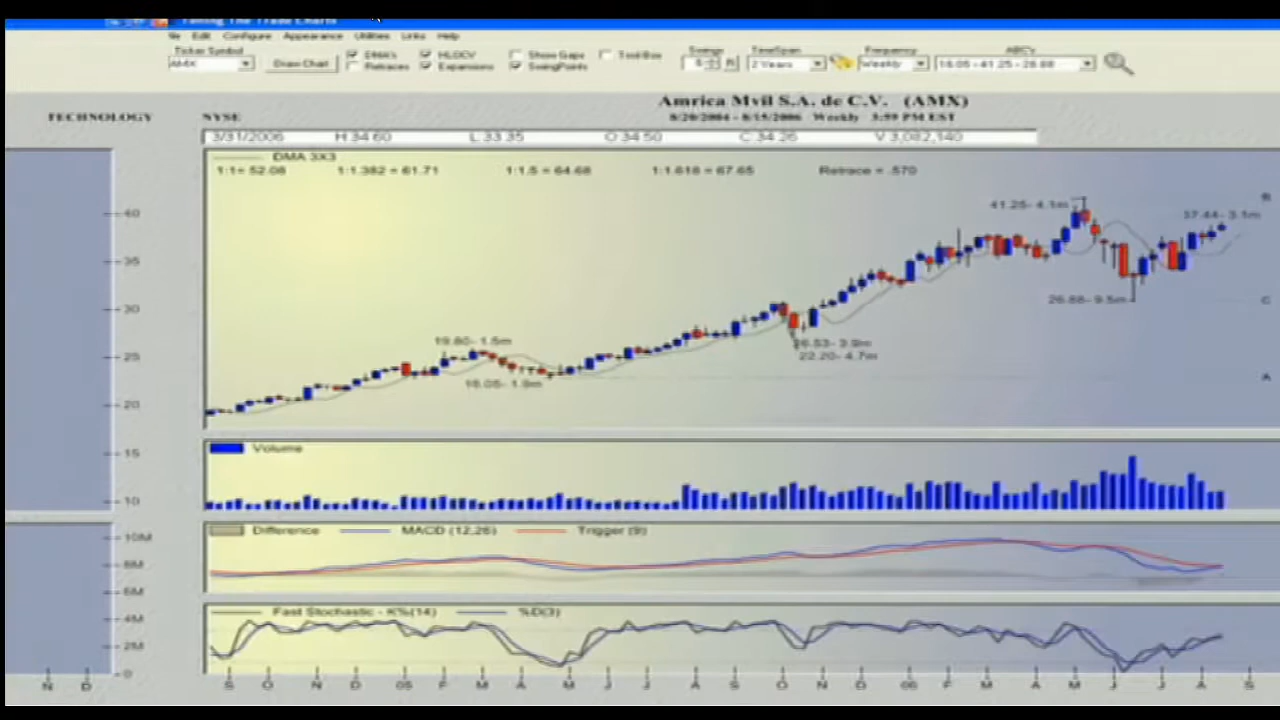 Timing The Trade Charts
File Edit Configure Appearance Utilities Links Help
Ticker Symbol
AMX Draw Chart
DMA's HLOCV Show Gaps Tool Box
Retraces Expansions SwingPoints
Swings TimeSpan Frequency ABC's
2 Years Weekly 18.05 - 41.25 - 26.88
Amrica Mvil S.A. de C.V. (AMX)
TECHNOLOGY NYSE 8/20/2004 - 8/15/2006 Weekly 3:59 PM EST
3/31/2006 H 34.60 L 33.35 O 34.50 C 34.26 V 3,082,140
DMA 3X3
1:1= 52.08 1:1.382 = 61.71 1:1.5 = 64.68 1:1.618 = 67.65 Retrace = .570
B
41.25- 4.1m
40 37.44- 3.1m
35
26.88- 9.5m C
30
19.80- 1.5m 26.53- 3.9m
25 22.20- 4.7m
18.05- 1.9m A
20
Volume
15
10
Difference MACD (12,26) Trigger (9)
10M
8M
6M
Fast Stochastic - K%(14) %D(3)
4M
2M
0
N D S O N D 05 F M A M J J A S O N D 06 F M A M J J A S